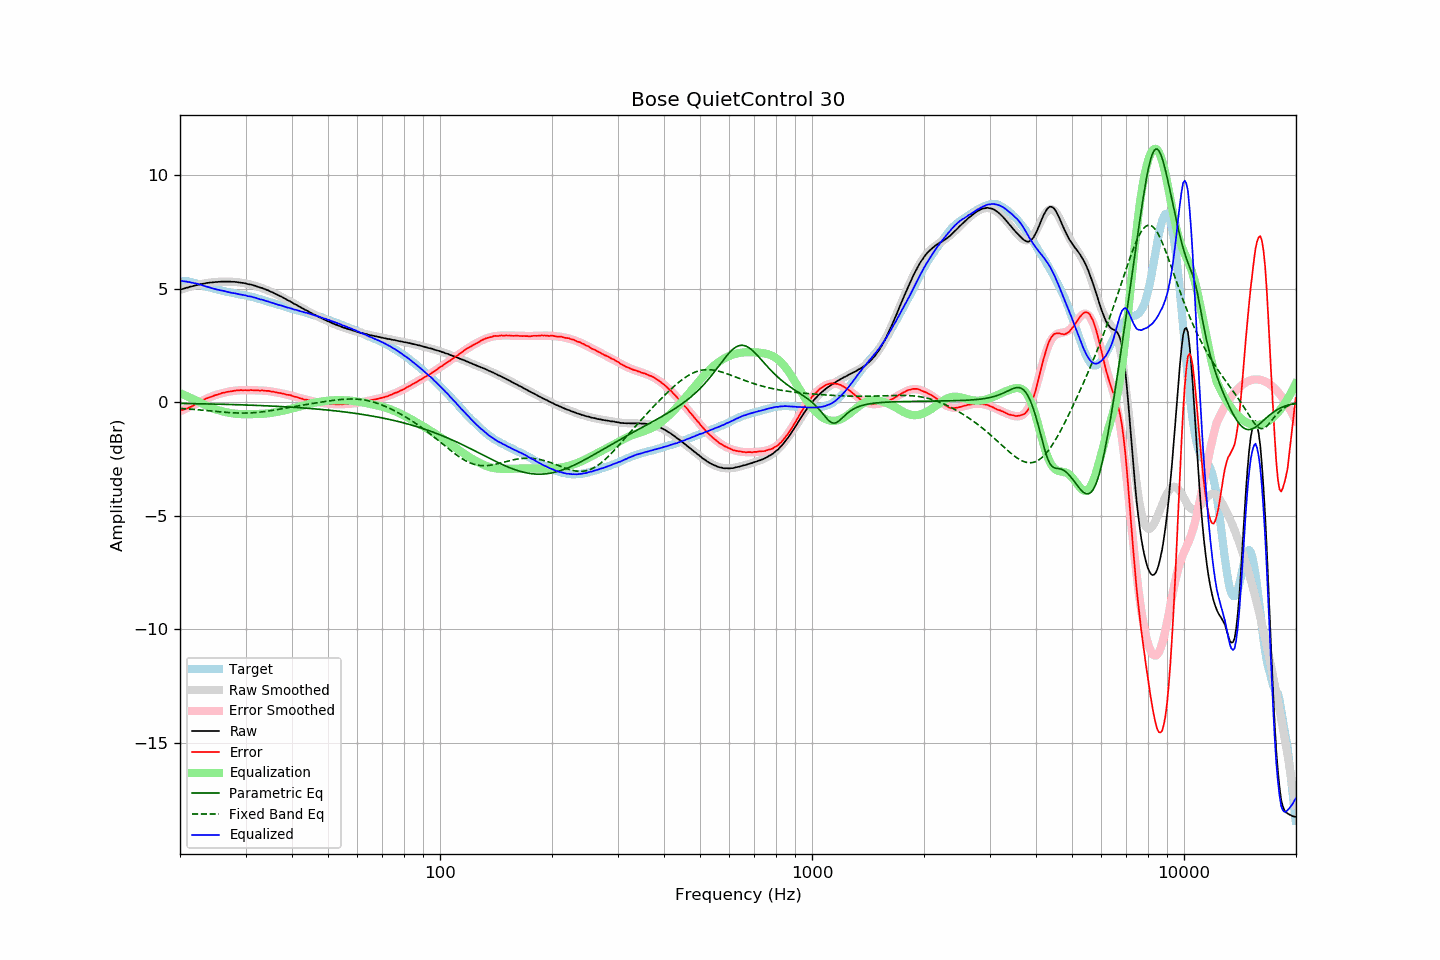 Bose QuietControl 30
10
5
0
−5
−10
−15
Amplitude (dBr)
Target
Raw Smoothed
Error Smoothed
Raw
Error
Equalization
Parametric Eq
Fixed Band Eq
Equalized
100
1000
10000
Frequency (Hz)